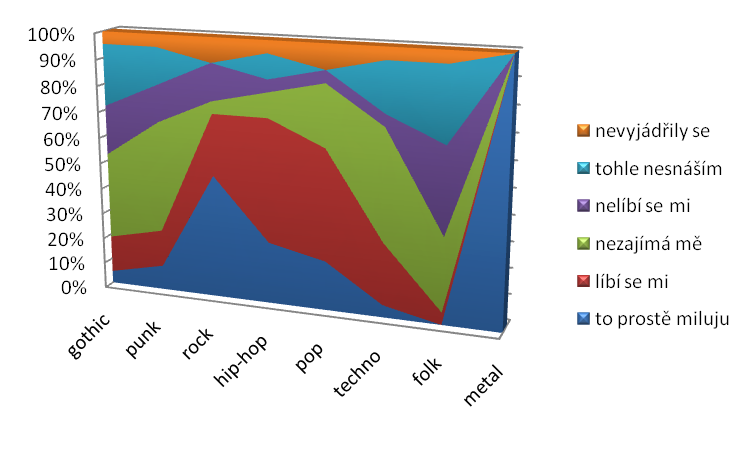 100%
90%
80%
70%
60%
50%
40%
30%
20%
10%
0%
gothic
punk
rock
hip-hop
pop
techno
folk
metal
nevyjádřily se
tohle nesnáším
nelíbí se mi
nezajímá mě
líbí se mi
to prostě miluju